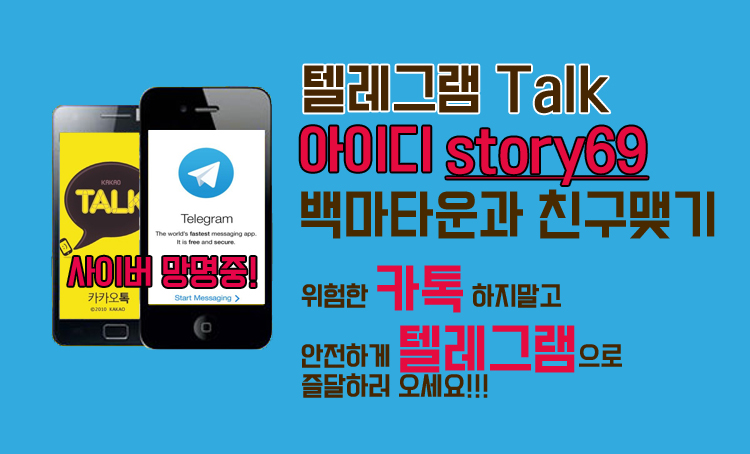 텔레그램 Talk
아이디 story69
백마타운과 친구맺기
위험한 카톡 하지말고
안전하게 텔레그램으로
즐달하러 오세요!!!
KAKAO
TALK
사이버 망명중!
카카오톡
©2010 KAKAO
Telegram
The world's fastest messaging app.
It is free and secure.
Start Messaging >